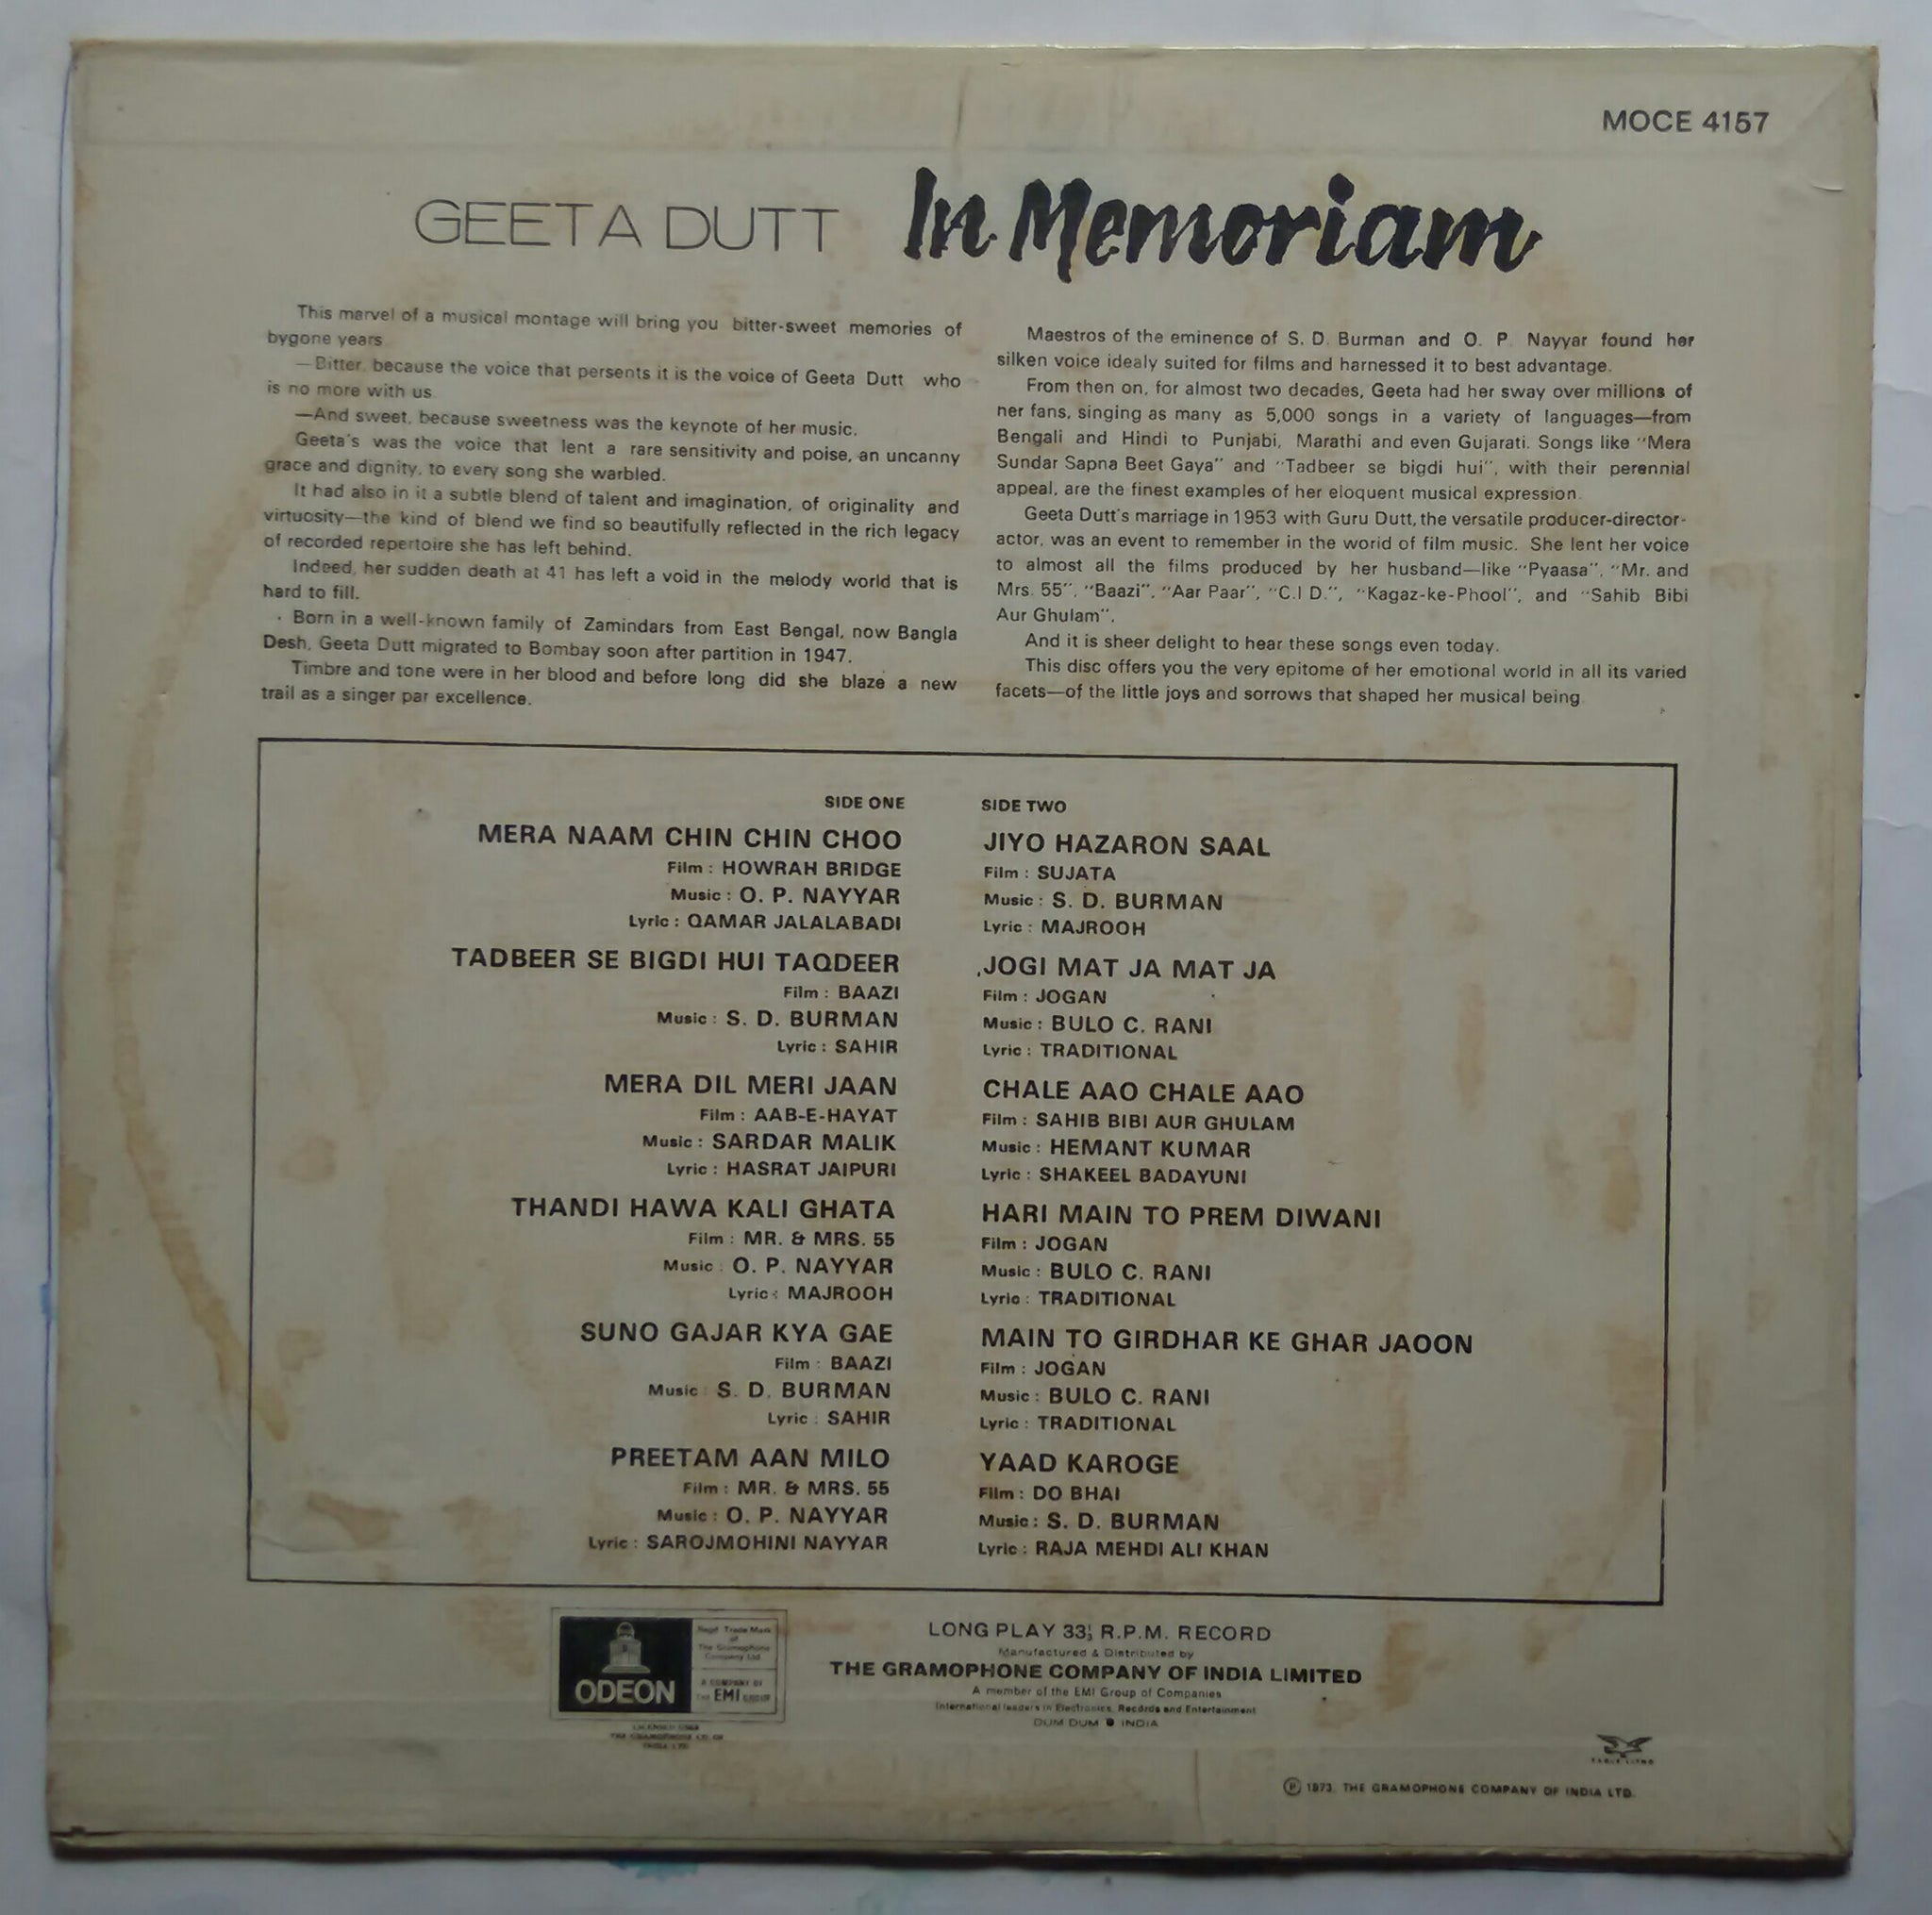 MOCE 4157
GEETA DUTT In Memoriam
This marvel of a musical montage will bring you bitter-sweet memories of
bygone years
—Bitter, because the voice that persents it is the voice of Geeta Dutt who
is no more with us
—And sweet, because sweetness was the keynote of her music.
Geeta's was the voice that lent a rare sensitivity and poise, an uncanny
grace and dignity, to every song she warbled.
It had also in it a subtle blend of talent and imagination, of originality and
virtuosity—the kind of blend we find so beautifully reflected in the rich legacy
of recorded repertoire she has left behind.
Indeed, her sudden death at 41 has left a void in the melody world that is
hard to fill.
Born in a well-known family of Zamindars from East Bengal, now Bangla
Desh, Geeta Dutt migrated to Bombay soon after partition in 1947.
Timbre and tone were in her blood and before long did she blaze a new
trail as a singer par excellence.
Maestros of the eminence of S. D. Burman and O. P. Nayyar found her
silken voice idealy suited for films and harnessed it to best advantage.
From then on, for almost two decades, Geeta had her sway over millions of
her fans, singing as many as 5,000 songs in a variety of languages—from
Bengali and Hindi to Punjabi, Marathi and even Gujarati. Songs like "Mera
Sundar Sapna Beet Gaya" and "Tadbeer se bigdi hui", with their perennial
appeal, are the finest examples of her eloquent musical expression.
Geeta Dutt's marriage in 1953 with Guru Dutt, the versatile producer-director-
actor, was an event to remember in the world of film music. She lent her voice
to almost all the films produced by her husband—like "Pyaasa", "Mr. and
Mrs. 55", "Baazi", "Aar Paar", "C.I D.", "Kagaz-ke-Phool", and "Sahib Bibi
Aur Ghulam".
And it is sheer delight to hear these songs even today.
This disc offers you the very epitome of her emotional world in all its varied
facets—of the little joys and sorrows that shaped her musical being
SIDE ONE
MERA NAAM CHIN CHIN CHOO
Film : HOWRAH BRIDGE
Music : O. P. NAYYAR
Lyric : QAMAR JALALABADI
TADBEER SE BIGDI HUI TAQDEER
Film : BAAZI
Music : S. D. BURMAN
Lyric : SAHIR
MERA DIL MERI JAAN
Film : AAB-E-HAYAT
Music : SARDAR MALIK
Lyric : HASRAT JAIPURI
THANDI HAWA KALI GHATA
Film : MR. & MRS. 55
Music : O. P. NAYYAR
Lyric : MAJROOH
SUNO GAJAR KYA GAE
Film : BAAZI
Music : S. D. BURMAN
Lyric : SAHIR
PREETAM AAN MILO
Film : MR. & MRS. 55
Music : O. P. NAYYAR
Lyric : SAROJMOHINI NAYYAR
SIDE TWO
JIYO HAZARON SAAL
Film : SUJATA
Music : S. D. BURMAN
Lyric : MAJROOH
JOGI MAT JA MAT JA
Film : JOGAN
Music : BULO C. RANI
Lyric : TRADITIONAL
CHALE AAO CHALE AAO
Film : SAHIB BIBI AUR GHULAM
Music : HEMANT KUMAR
Lyric : SHAKEEL BADAYUNI
HARI MAIN TO PREM DIWANI
Film : JOGAN
Music : BULO C. RANI
Lyric : TRADITIONAL
MAIN TO GIRDHAR KE GHAR JAOON
Film : JOGAN
Music : BULO C. RANI
Lyric : TRADITIONAL
YAAD KAROGE
Film : DO BHAI
Music : S. D. BURMAN
Lyric : RAJA MEHDI ALI KHAN
ODEON
Regd Trade Mark
of
The Gramophone
Company Ltd
A COMPANY OF
THE EMI GROUP
LONG PLAY 33⅓ R.P.M. RECORD
Manufactured & Distributed by
THE GRAMOPHONE COMPANY OF INDIA LIMITED
A member of the EMI Group of Companies
International leaders in Electronics, Records and Entertainment
DUM DUM ● INDIA
℗ 1973. THE GRAMOPHONE COMPANY OF INDIA LTD.